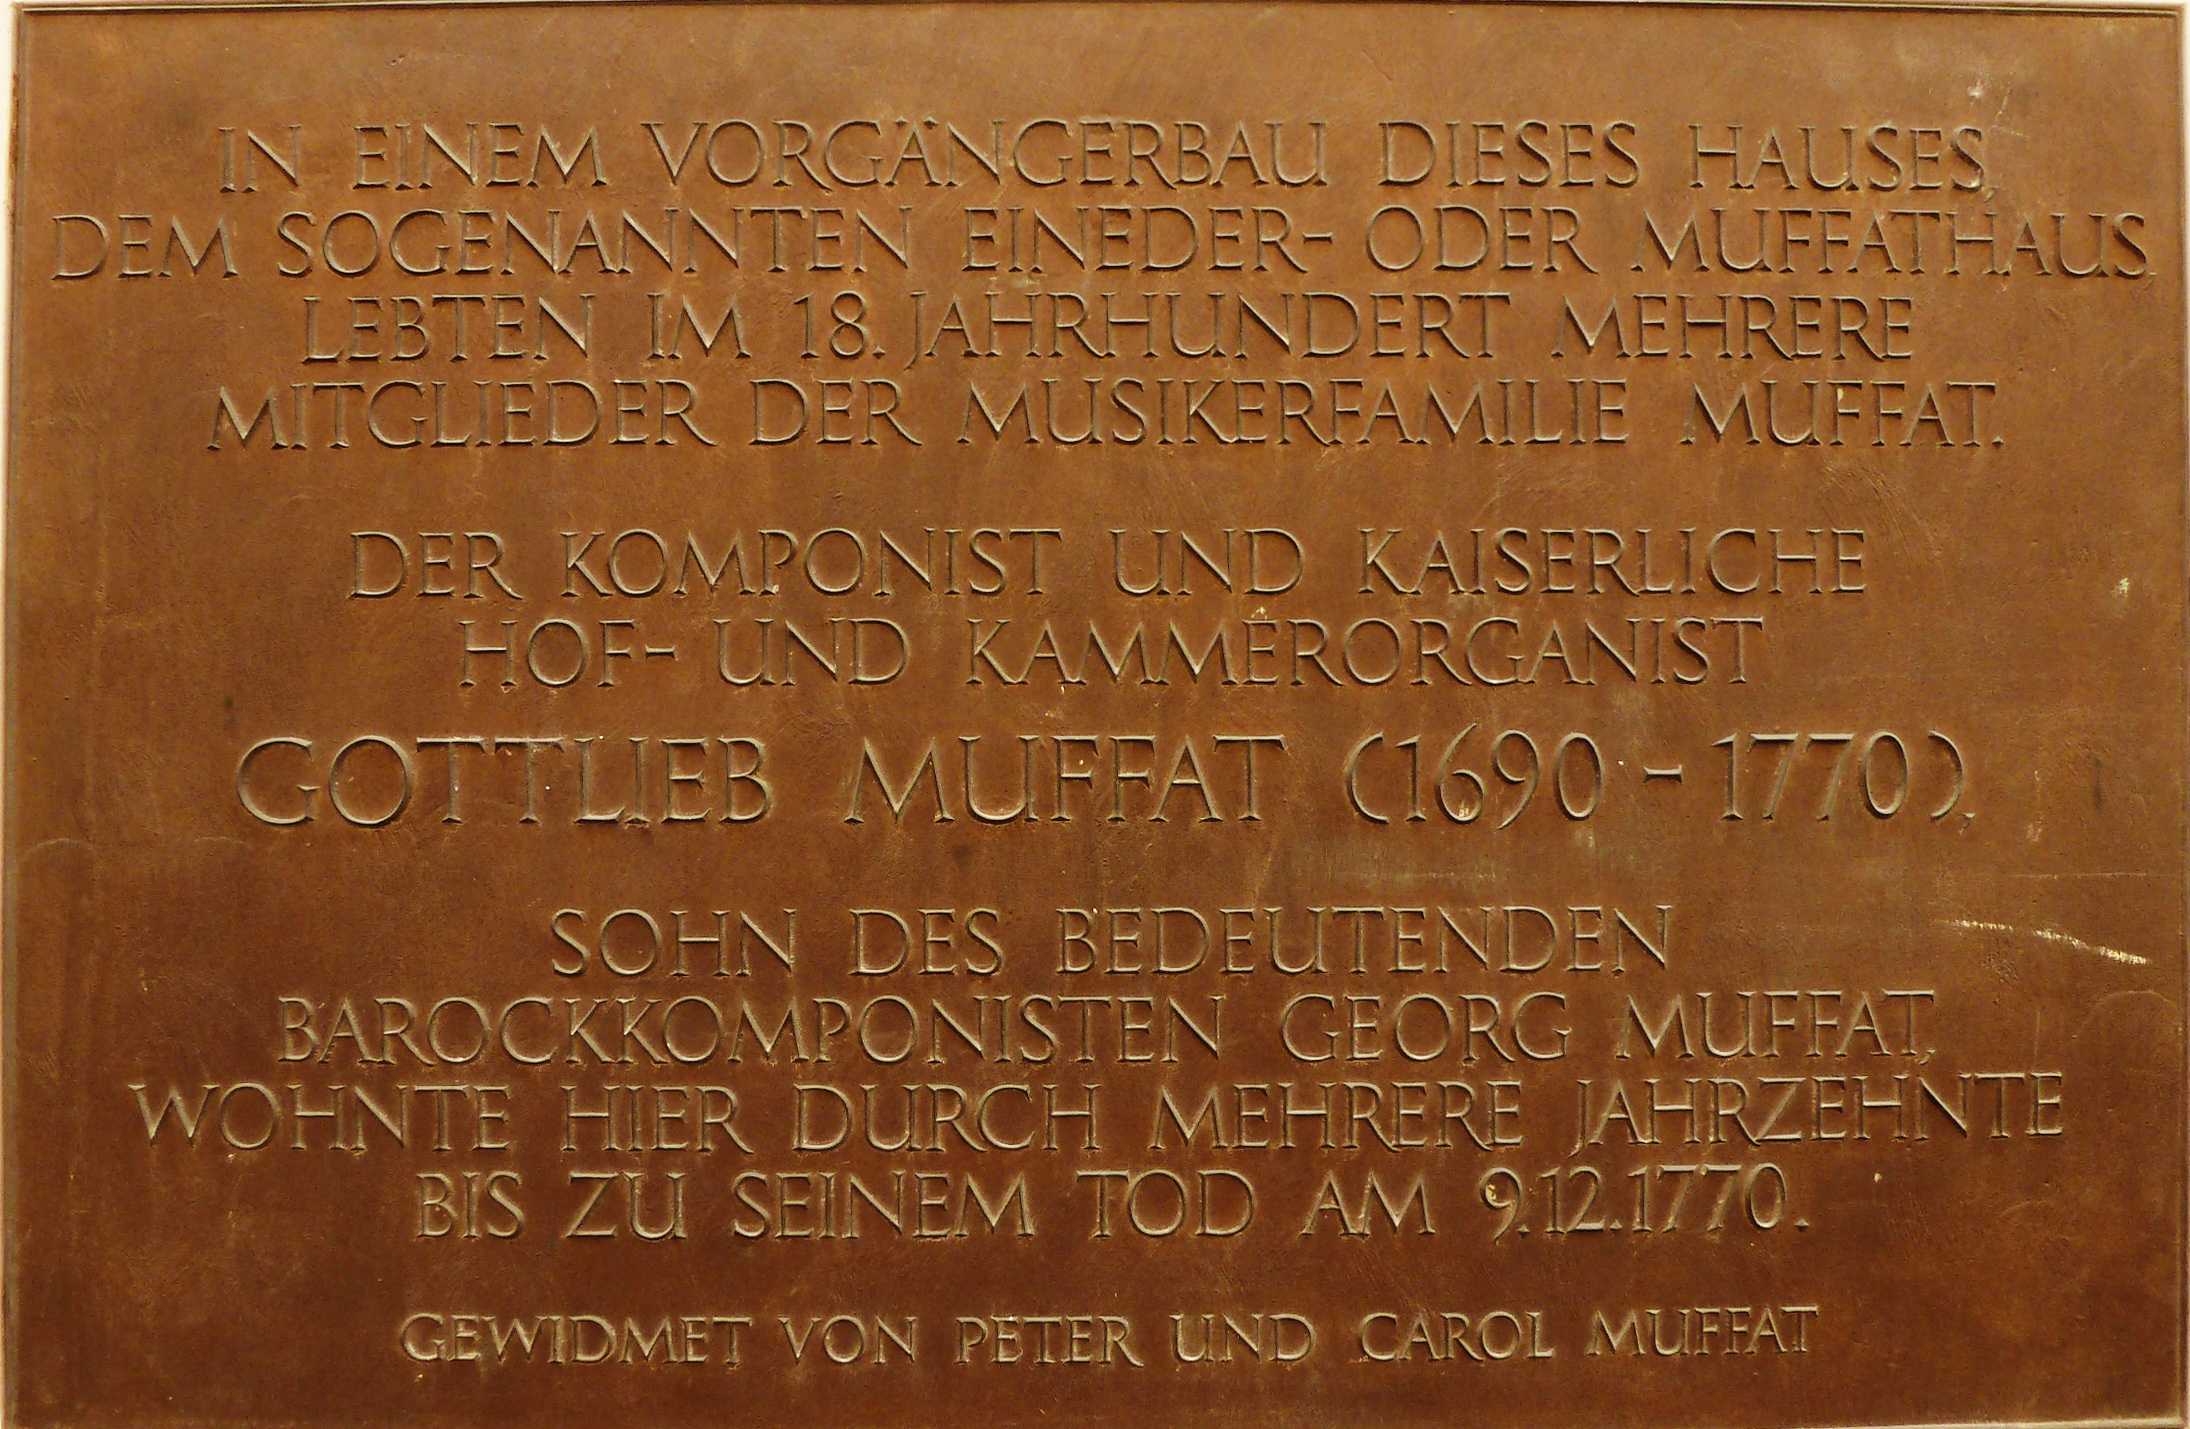 IN EINEM VORGÄNGERBAU DIESES HAUSES,
DEM SOGENANNTEN EINEDER- ODER MUFFATHAUS,
LEBTEN IM 18. JAHRHUNDERT MEHRERE
MITGLIEDER DER MUSIKERFAMILIE MUFFAT.
DER KOMPONIST UND KAISERLICHE
HOF- UND KAMMERORGANIST
GOTTLIEB MUFFAT (1690 - 1770),
SOHN DES BEDEUTENDEN
BAROCKKOMPONISTEN GEORG MUFFAT,
WOHNTE HIER DURCH MEHRERE JAHRZEHNTE
BIS ZU SEINEM TOD AM 9.12.1770.
GEWIDMET VON PETER UND CAROL MUFFAT